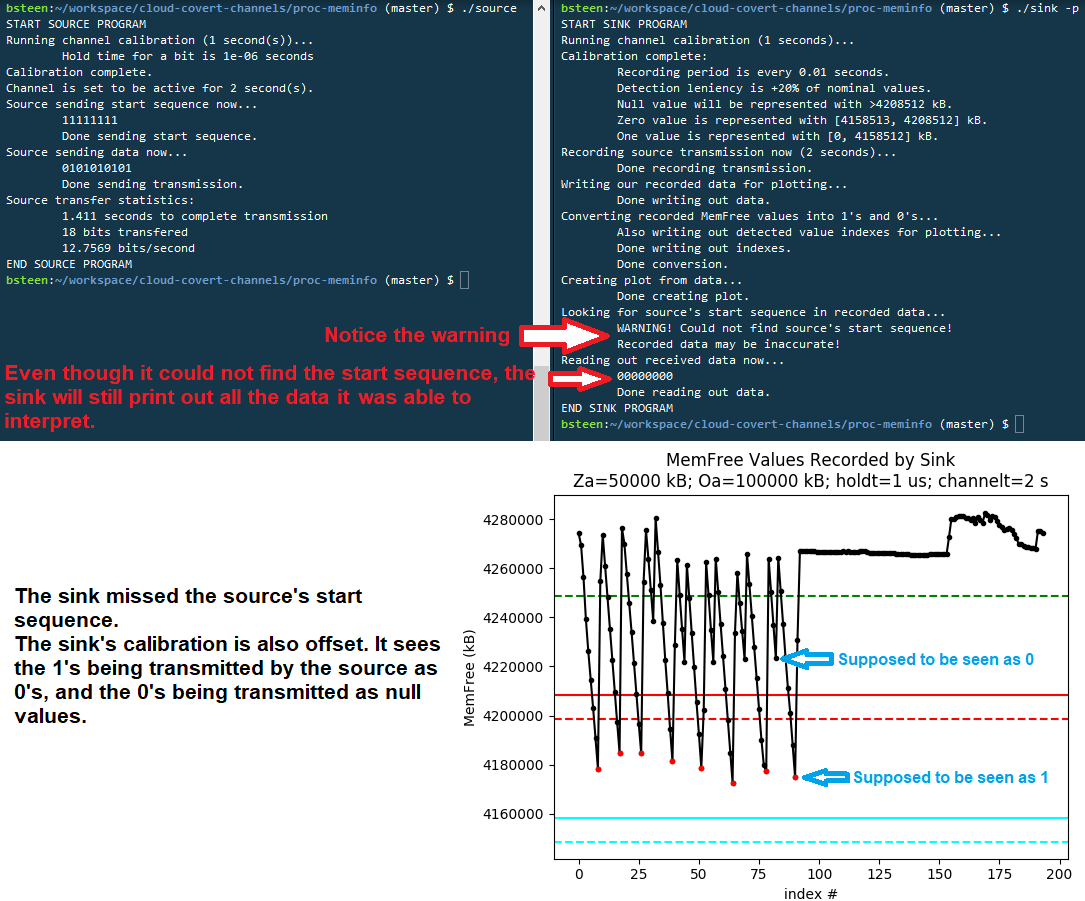 bsteen:~/workspace/cloud-covert-channels/proc-meminfo (master) $ ./source
START SOURCE PROGRAM
Running channel calibration (1 second(s))...
Hold time for a bit is 1e-06 seconds
Calibration complete.
Channel is set to be active for 2 second(s).
Source sending start sequence now...
11111111
Done sending start sequence.
Source sending data now...
0101010101
Done sending transmission.
Source transfer statistics:
1.411 seconds to complete transmission
18 bits transfered
12.7569 bits/second
END SOURCE PROGRAM
bsteen:~/workspace/cloud-covert-channels/proc-meminfo (master) $
Notice the warning
Even though it could not find the start sequence, the
sink will still print out all the data it was able to
interpret.
bsteen:~/workspace/cloud-covert-channels/proc-meminfo (master) $ ./sink -p
START SINK PROGRAM
Running channel calibration (1 seconds)...
Calibration complete:
Recording period is every 0.01 seconds.
Detection leniency is +20% of nominal values.
Null value will be represented with >4208512 kB.
Zero value is represented with [4158513, 4208512] kB.
One value is represented with [0, 4158512] kB.
Recording source transmission now (2 seconds)...
Done recording transmission.
Writing our recorded data for plotting...
Done writing out data.
Converting recorded MemFree values into 1's and 0's...
Also writing out detected value indexes for plotting...
Done writing out indexes.
Done conversion.
Creating plot from data...
Done creating plot.
Looking for source's start sequence in recorded data...
WARNING! Could not find source's start sequence!
Recorded data may be inaccurate!
Reading out received data now...
00000000
Done reading out data.
END SINK PROGRAM
bsteen:~/workspace/cloud-covert-channels/proc-meminfo (master) $
The sink missed the source's start
sequence.
The sink's calibration is also offset. It sees
the 1's being transmitted by the source as
0's, and the 0's being transmitted as null
values.
MemFree Values Recorded by Sink
Za=50000 kB; Oa=100000 kB; holdt=1 us; channelt=2 s
MemFree (kB)
4280000
4260000
4240000
4220000
4200000
4180000
4160000
Supposed to be seen as 0
Supposed to be seen as 1
0 25 50 75 100 125 150 175 200
index #